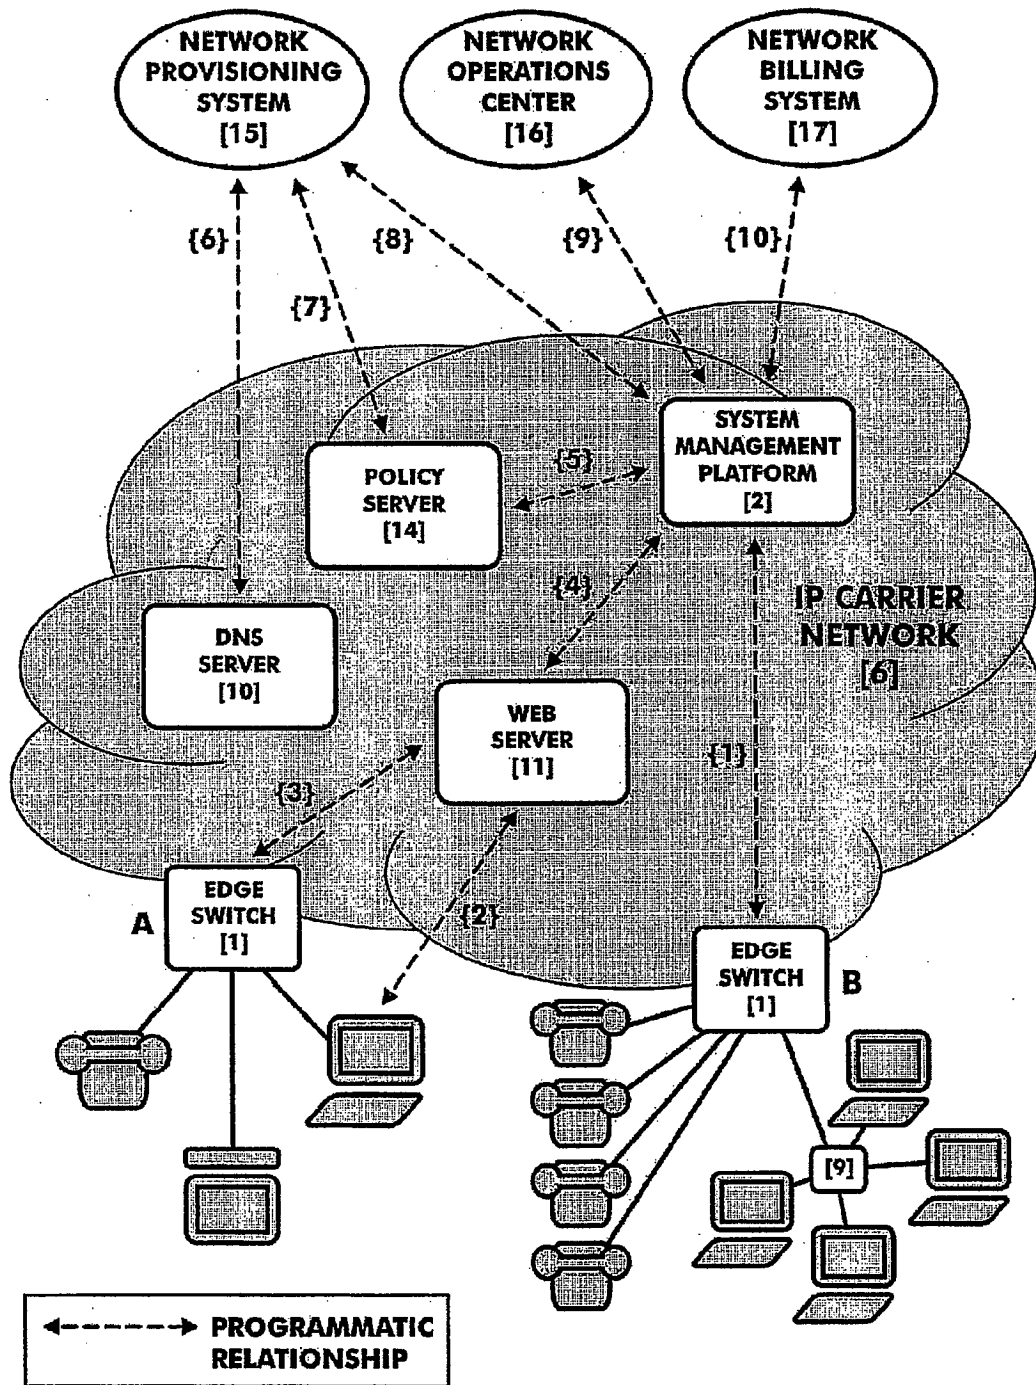 NETWORK
PROVISIONING
SYSTEM
[15]
NETWORK
OPERATIONS
CENTER
[16]
NETWORK
BILLING
SYSTEM
[17]
{6}
{7}
{8}
{9}
{10}
SYSTEM
MANAGEMENT
PLATFORM
[2]
POLICY
SERVER
[14]
{5}
{4}
IP CARRIER
NETWORK
[6]
DNS
SERVER
[10]
WEB
SERVER
[11]
{1}
{3}
{2}
A
EDGE
SWITCH
[1]
EDGE
SWITCH
[1]
B
[9]
PROGRAMMATIC
RELATIONSHIP